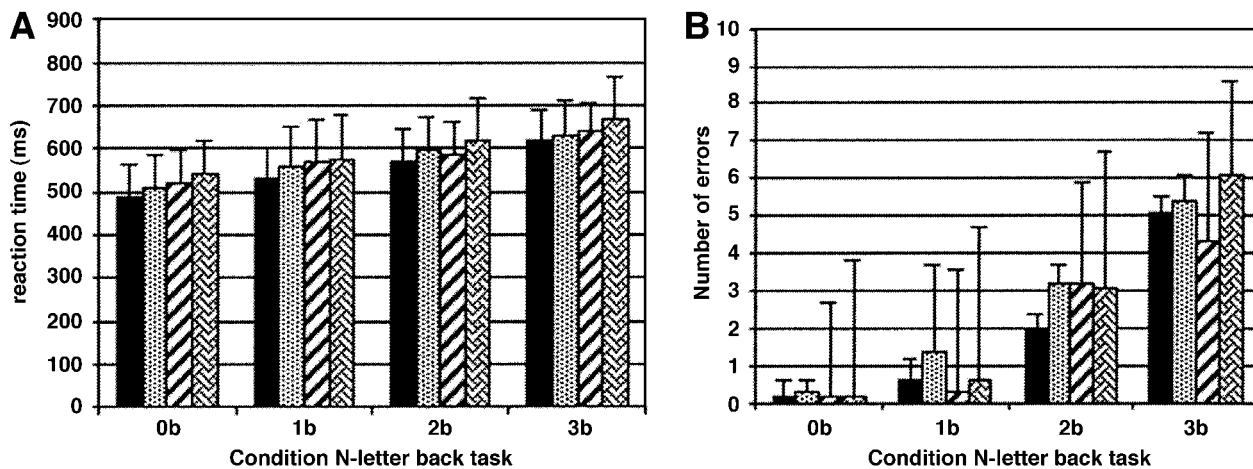 A
reaction time (ms)
900
800
700
600
500
400
300
200
100
0
0b 1b 2b 3b
Condition N-letter back task
B
Number of errors
10
9
8
7
6
5
4
3
2
1
0
0b 1b 2b 3b
Condition N-letter back task